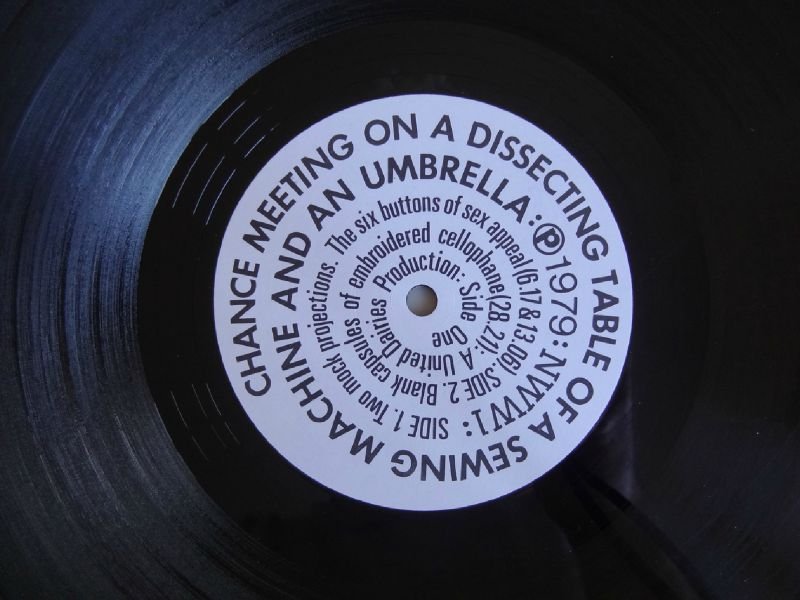 CHANCE MEETING ON A DISSECTING TABLE OF A SEWING
MACHINE AND AN UMBRELLA: ℗1979: NWW1:
SIDE 1. Two mock projections. The six buttons of sex appeal (6.17 & 13.06). SIDE 2.
Blank capsules of embroidered cellophane (28.21):
A United Dairies Production: Side One